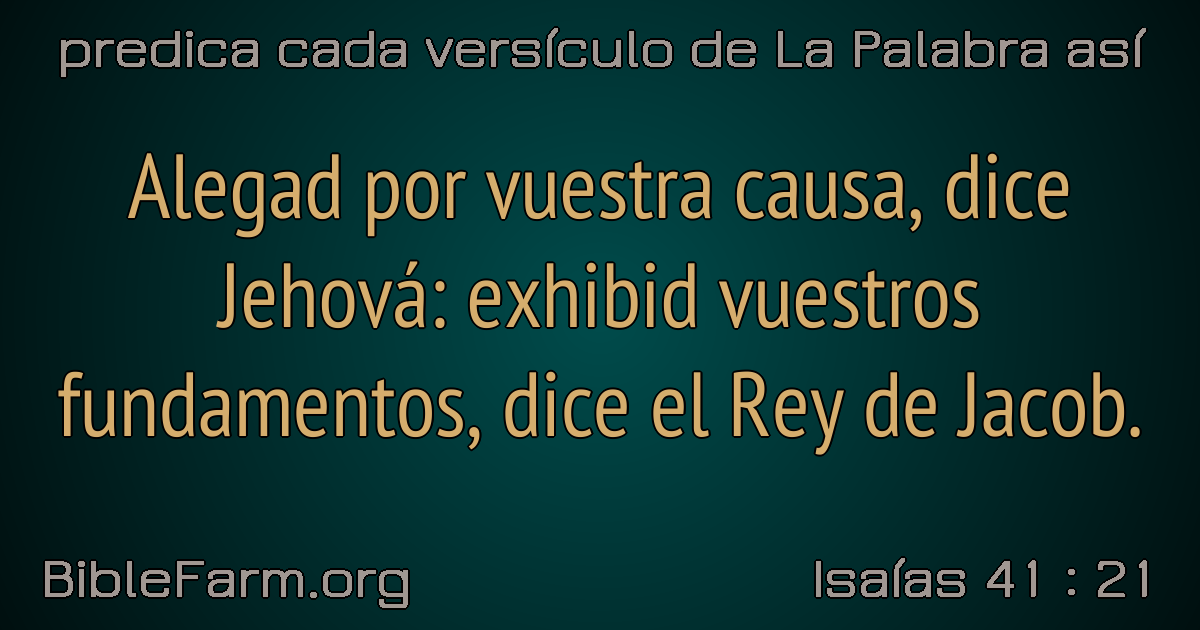 predica cada versículo de La Palabra así
Alegad por vuestra causa, dice
Jehová: exhibid vuestros
fundamentos, dice el Rey de Jacob.
BibleFarm.org
Isaías 41 : 21